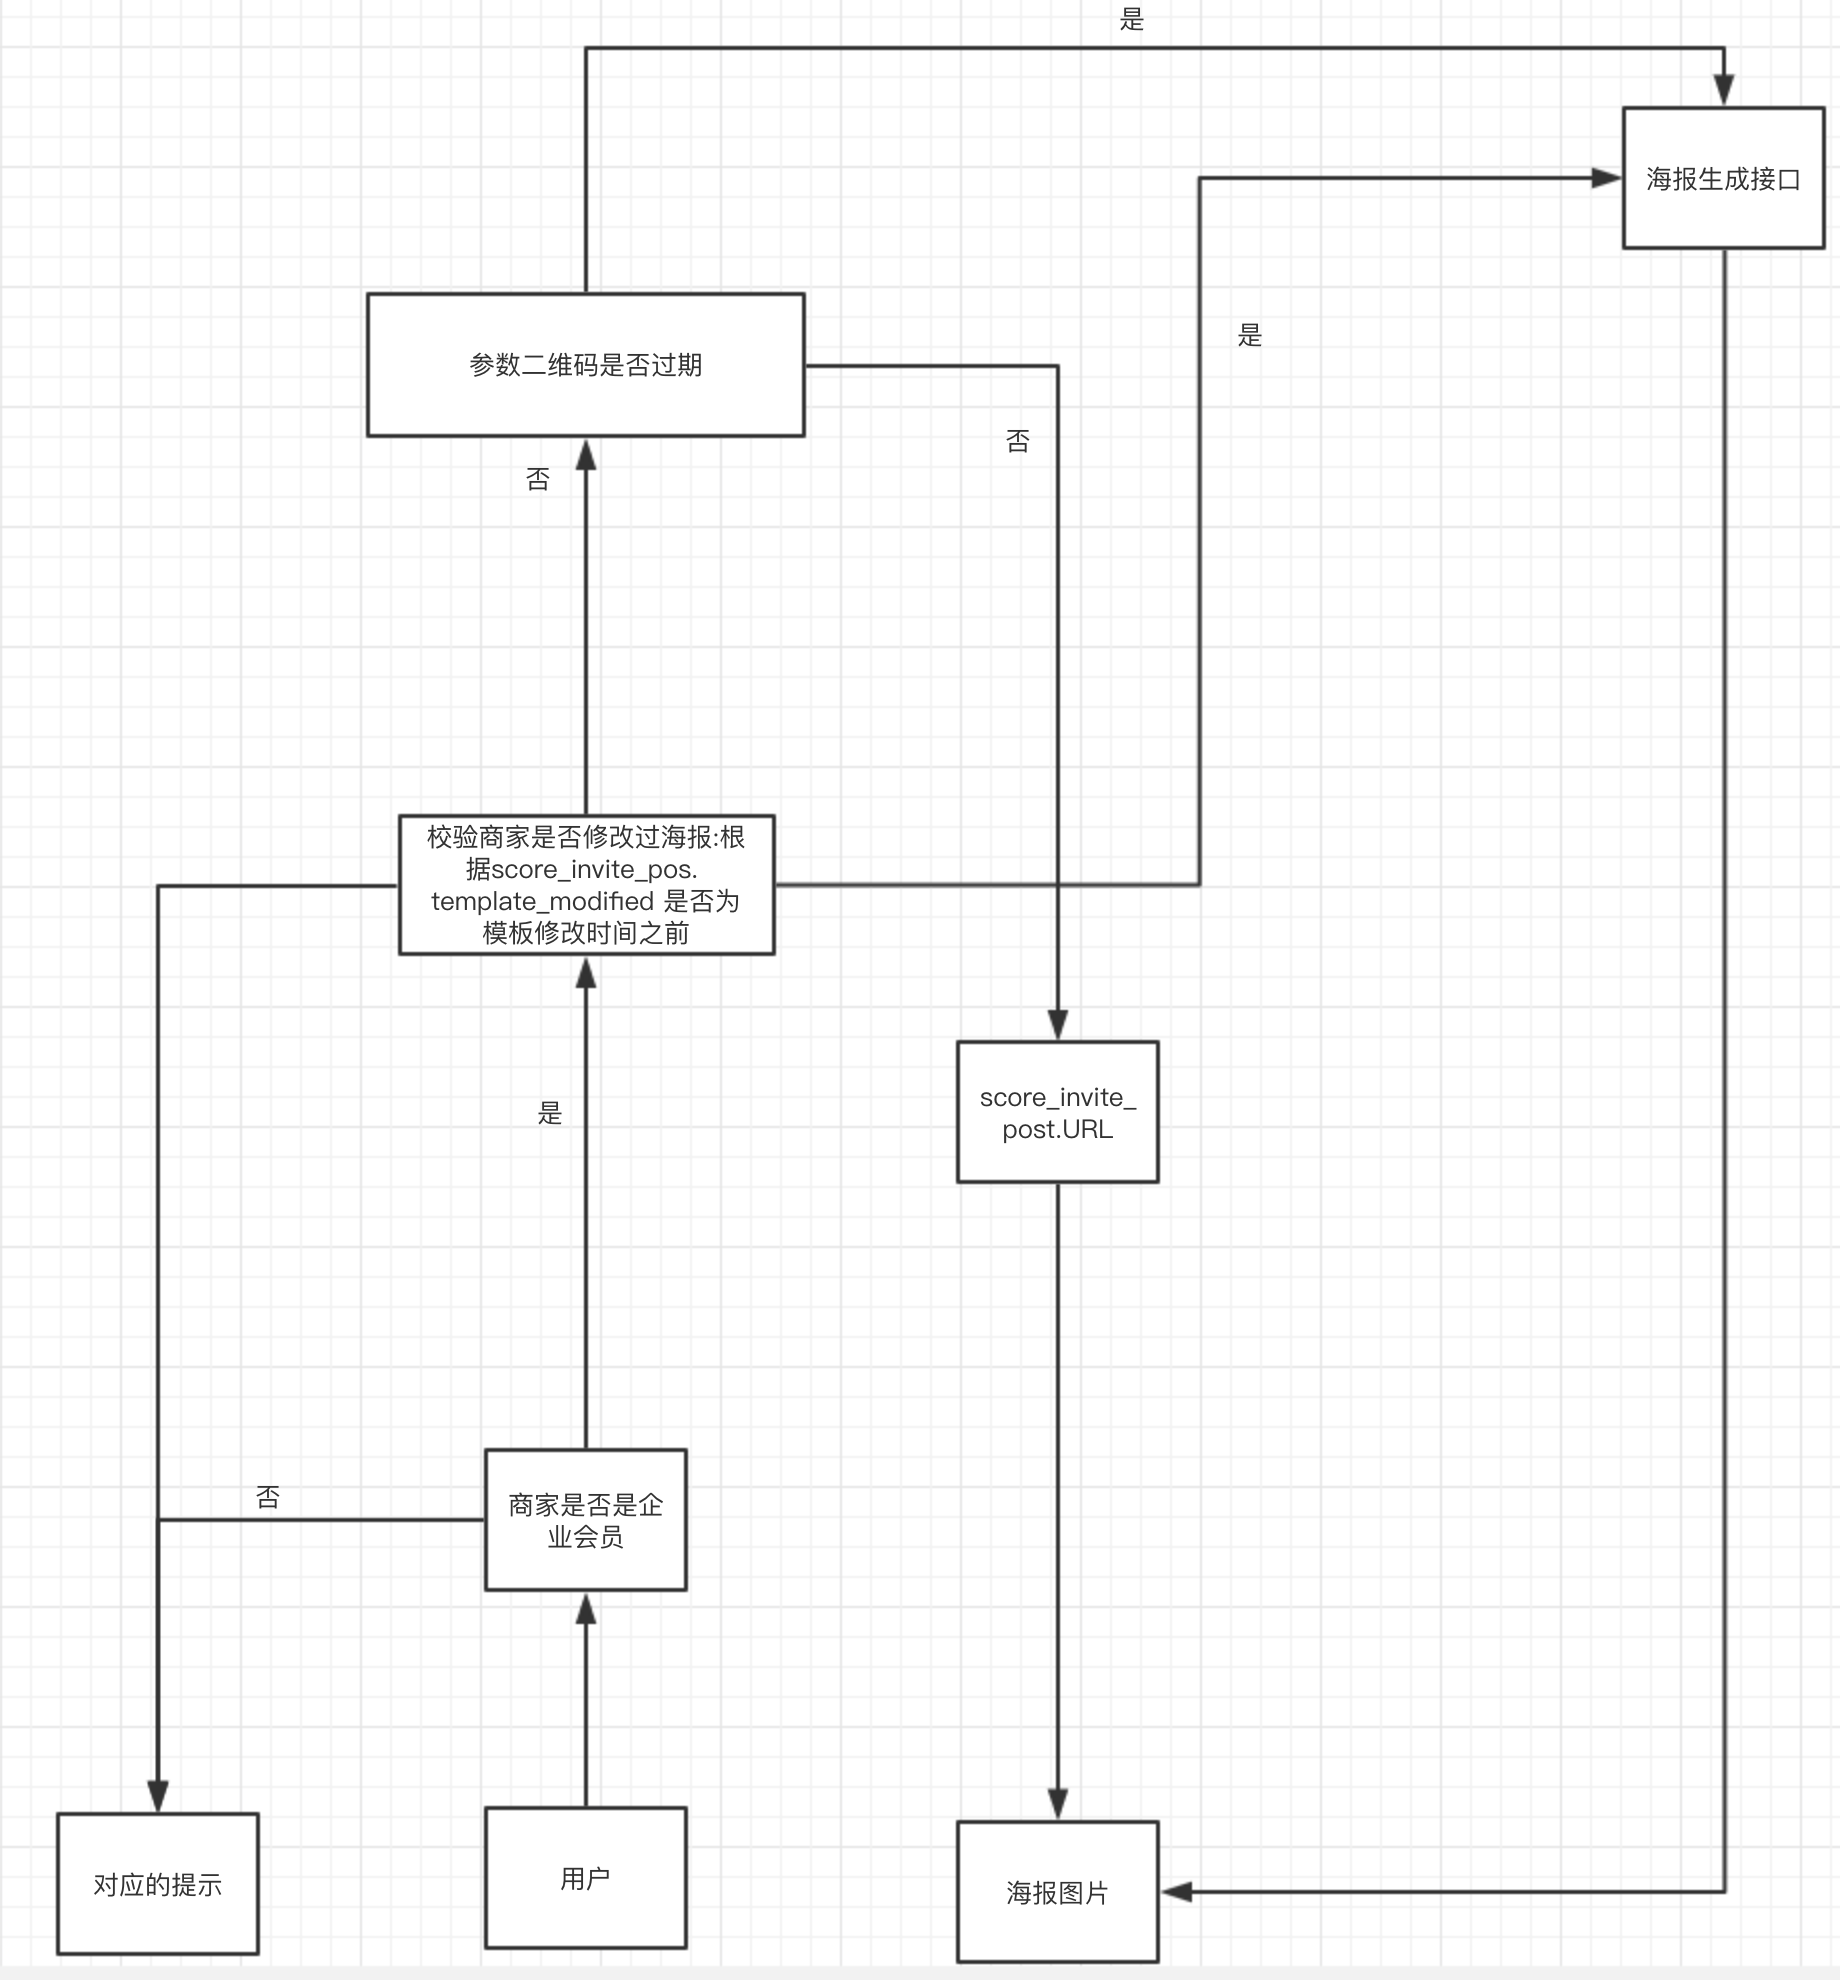 是
海报生成接口
是
参数二维码是否过期
否
否
校验商家是否修改过海报:根
据score_invite_pos.
template_modified 是否为
模板修改时间之前
score_invite_
post.URL
是
否
商家是否是企
业会员
对应的提示
用户
海报图片